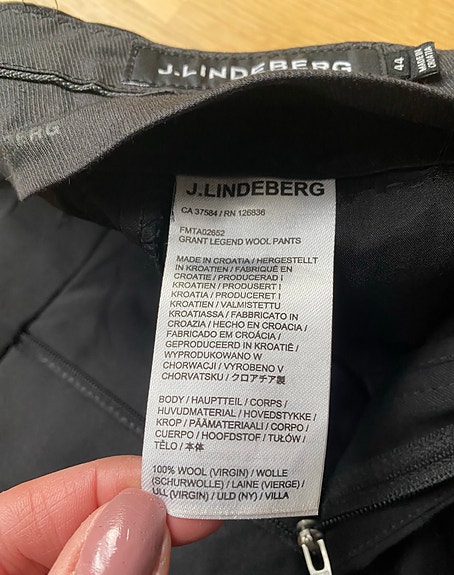 J.LINDEBERG
44
MADE IN
CROATIA
BERG
J.LINDEBERG
CA 37584 / RN 126836
FMTA02652
GRANT LEGEND WOOL PANTS
MADE IN CROATIA / HERGESTELLT
IN KROATIEN / FABRIQUÉ EN
CROATIE / PRODUCERAD I
KROATIEN / PRODUSERT I
KROATIA / PRODUCERET I
KROATIEN / VALMISTETTU
KROATIASSA / FABBRICATO IN
CROAZIA / HECHO EN CROACIA /
FABRICADO EM CROÁCIA /
GEPRODUCEERD IN KROATIË /
WYPRODUKOWANO W
CHORWACJI / VYROBENO V
CHORVATSKU / クロアチア製
BODY / HAUPTTEIL / CORPS /
HUVUDMATERIAL / HOVEDSTYKKE /
KROP / PÄÄMATERIAALI / CORPO /
CUERPO / HOOFDSTOF / TUŁÓW /
TĚLO / 本体
100% WOOL (VIRGIN) / WOLLE
(SCHURWOLLE) / LAINE (VIERGE) /
ULL (VIRGIN) / ULD (NY) / VILLA